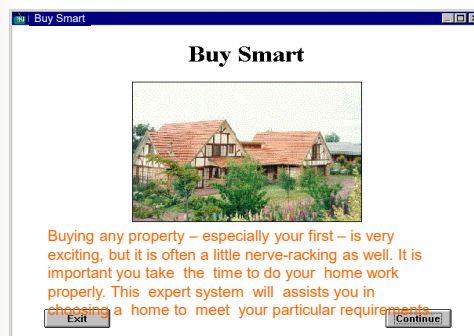 Buy Smart
Buy Smart
Buying any property – especially your first – is very
exciting, but it is often a little nerve-racking as well. It is
important you take the time to do your home work
properly. This expert system will assists you in
choosing a home to meet your particular requirements.
Exit
Continue